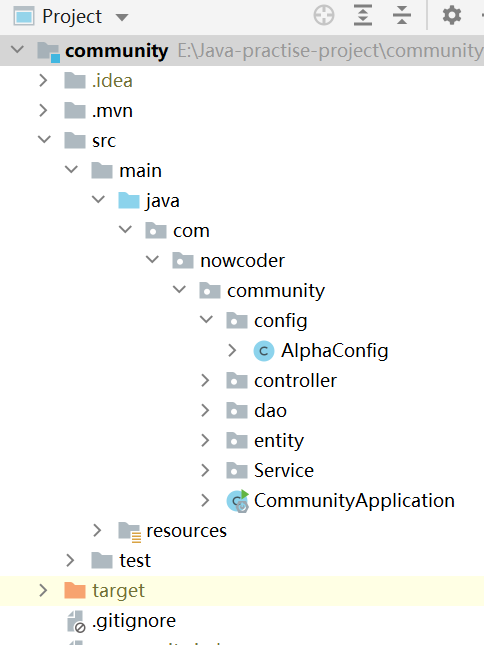 Project
community E:\Java-practise-project\community
.idea
.mvn
src
main
java
com
nowcoder
community
config
AlphaConfig
controller
dao
entity
Service
CommunityApplication
resources
test
target
.gitignore